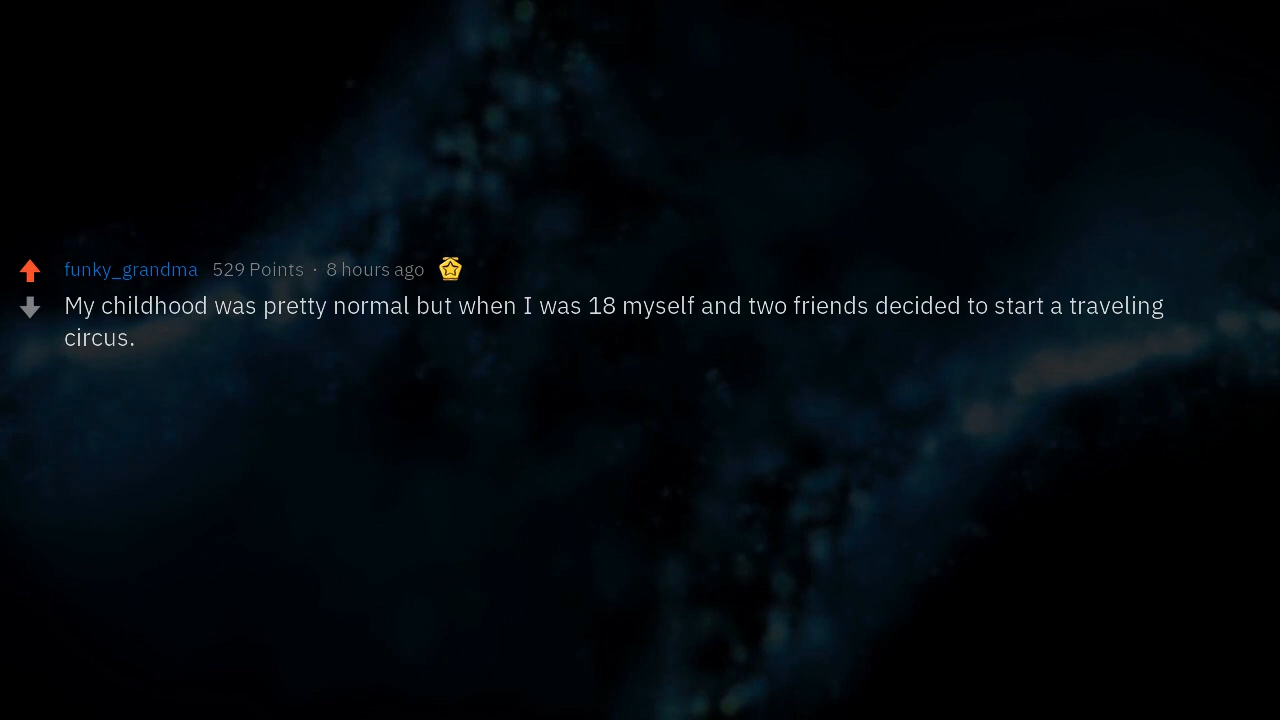 funky_grandma 529 Points · 8 hours ago
My childhood was pretty normal but when I was 18 myself and two friends decided to start a traveling
circus.